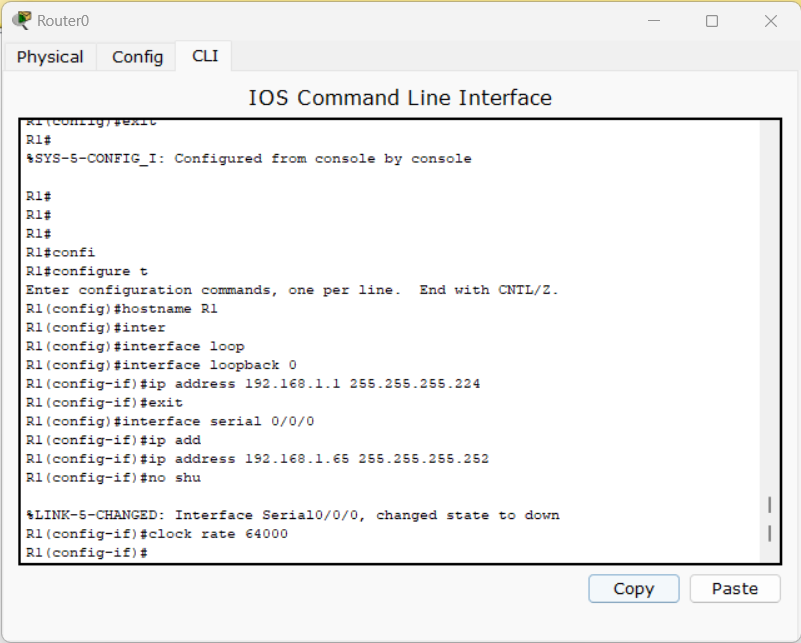 Router0
Physical Config CLI
IOS Command Line Interface
R1(config)#exit
R1#
%SYS-5-CONFIG_I: Configured from console by console
R1#
R1#
R1#
R1#confi
R1#configure t
Enter configuration commands, one per line.  End with CNTL/Z.
R1(config)#hostname R1
R1(config)#inter
R1(config)#interface loop
R1(config)#interface loopback 0
R1(config-if)#ip address 192.168.1.1 255.255.255.224
R1(config-if)#exit
R1(config)#interface serial 0/0/0
R1(config-if)#ip add
R1(config-if)#ip address 192.168.1.65 255.255.255.252
R1(config-if)#no shu
%LINK-5-CHANGED: Interface Serial0/0/0, changed state to down
R1(config-if)#clock rate 64000
R1(config-if)#
Copy Paste